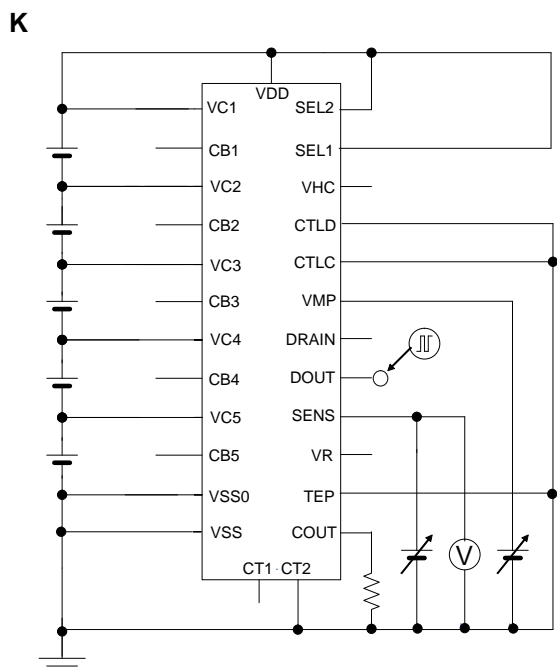 K
VDD
VC1 SEL2
CB1 SEL1
VC2 VHC
CB2 CTLD
VC3 CTLC
CB3 VMP
VC4 DRAIN
CB4 DOUT
VC5 SENS
CB5 VR
VSS0 TEP
VSS COUT
V
CT1 CT2